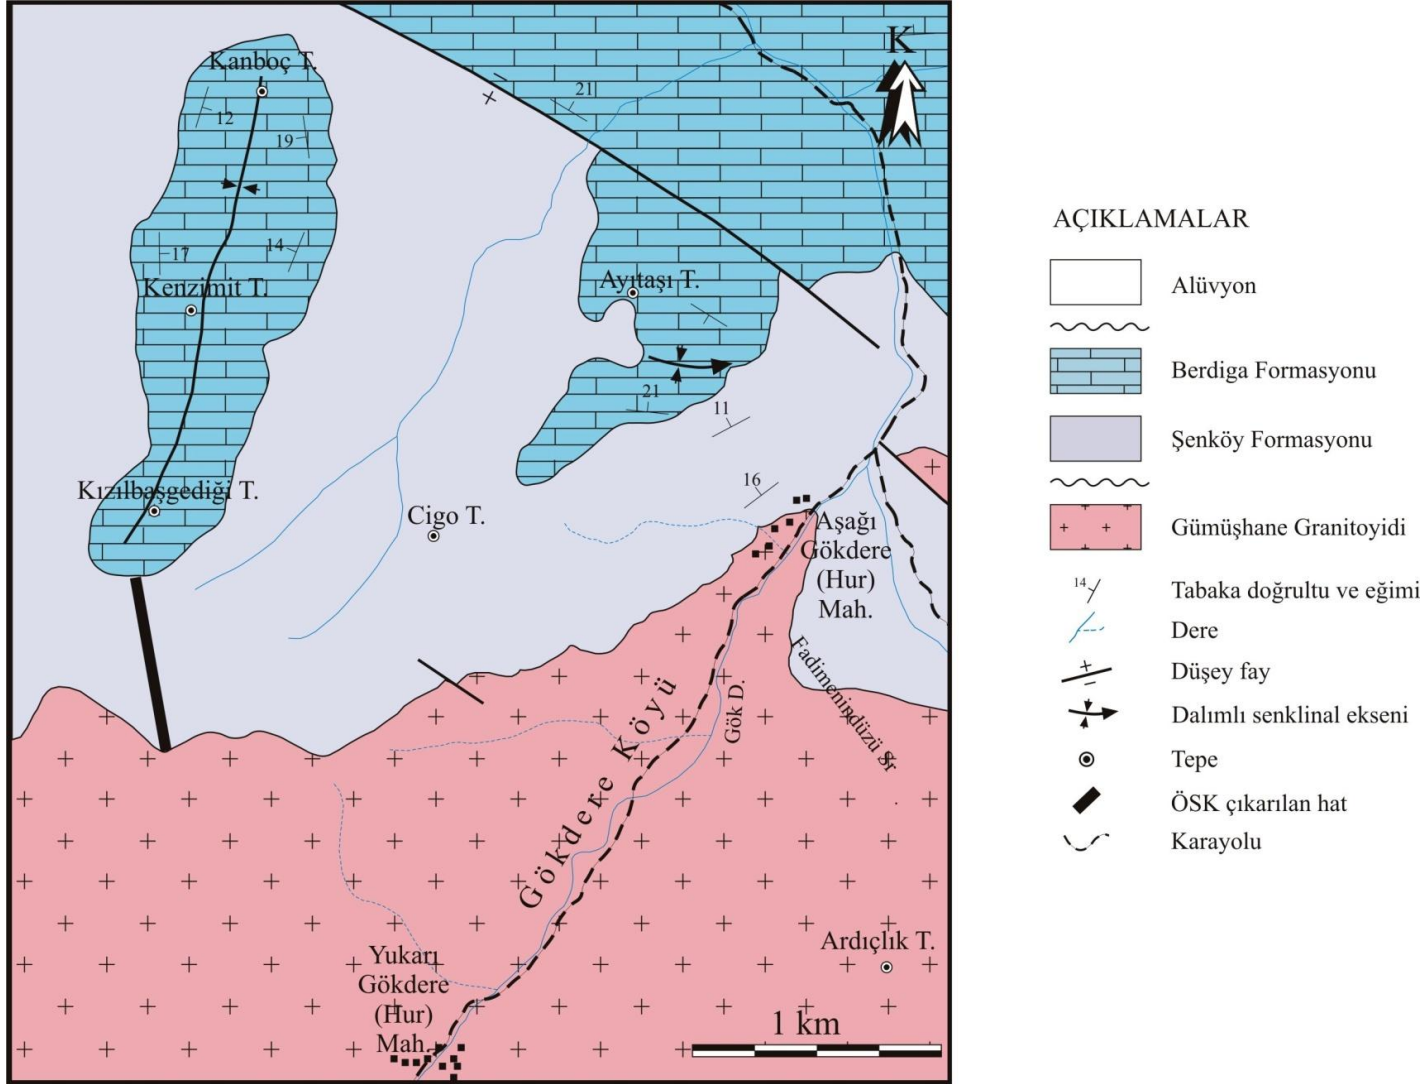 Kanboç T.
K
12
19
21
17
14
Kenzimit T.
Ayıtaşı T.
21
11
16
Kızılbaşgediği T.
Cigo T.
Aşağı
Gökdere
(Hur)
Mah.
Fadimenindüzü Sr
Gök D.
Gökdere Köyü
Yukarı
Gökdere
(Hur)
Mah.
Ardıçlık T.
1 km
AÇIKLAMALAR
Alüvyon
Berdiga Formasyonu
Şenköy Formasyonu
Gümüşhane Granitoyidi
14
Tabaka doğrultu ve eğimi
Dere
Düşey fay
Dalımlı senklinal ekseni
Tepe
ÖSK çıkarılan hat
Karayolu